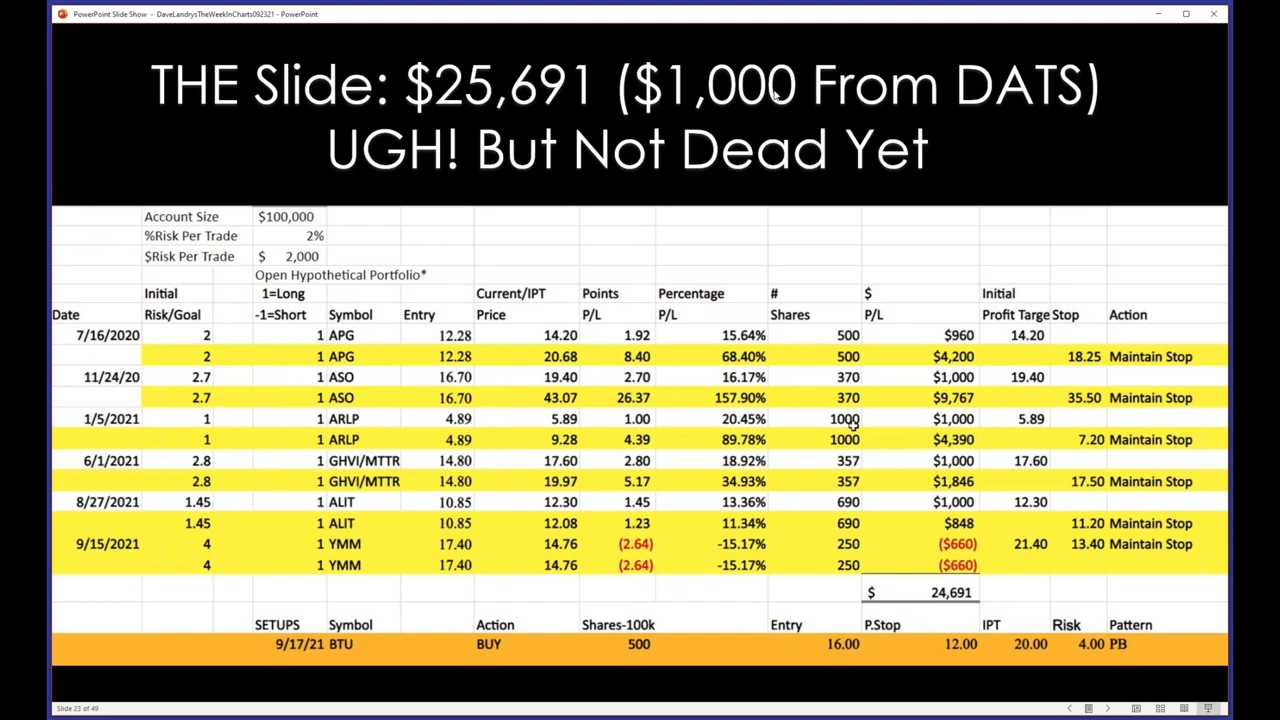 PowerPoint Slide Show - DaveLandrysTheWeekInCharts092321 - PowerPoint
THE Slide: $25,691 ($1,000 From DATS)
UGH! But Not Dead Yet
Account Size $100,000
%Risk Per Trade 2%
$Risk Per Trade $ 2,000
Open Hypothetical Portfolio*
Initial 1=Long Current/IPT Points Percentage # $ Initial
Date Risk/Goal -1=Short Symbol Entry Price P/L P/L Shares P/L Profit Targe Stop Action
7/16/2020 2 1 APG 12.28 14.20 1.92 15.64% 500 $960 14.20
2 1 APG 12.28 20.68 8.40 68.40% 500 $4,200 18.25 Maintain Stop
11/24/20 2.7 1 ASO 16.70 19.40 2.70 16.17% 370 $1,000 19.40
2.7 1 ASO 16.70 43.07 26.37 157.90% 370 $9,767 35.50 Maintain Stop
1/5/2021 1 1 ARLP 4.89 5.89 1.00 20.45% 1000 $1,000 5.89
1 1 ARLP 4.89 9.28 4.39 89.78% 1000 $4,390 7.20 Maintain Stop
6/1/2021 2.8 1 GHVI/MTTR 14.80 17.60 2.80 18.92% 357 $1,000 17.60
2.8 1 GHVI/MTTR 14.80 19.97 5.17 34.93% 357 $1,846 17.50 Maintain Stop
8/27/2021 1.45 1 ALIT 10.85 12.30 1.45 13.36% 690 $1,000 12.30
1.45 1 ALIT 10.85 12.08 1.23 11.34% 690 $848 11.20 Maintain Stop
9/15/2021 4 1 YMM 17.40 14.76 (2.64) -15.17% 250 ($660) 21.40 13.40 Maintain Stop
4 1 YMM 17.40 14.76 (2.64) -15.17% 250 ($660)
$ 24,691
SETUPS Symbol Action Shares-100k Entry P.Stop IPT Risk Pattern
9/17/21 BTU BUY 500 16.00 12.00 20.00 4.00 PB
Slide 23 of 49